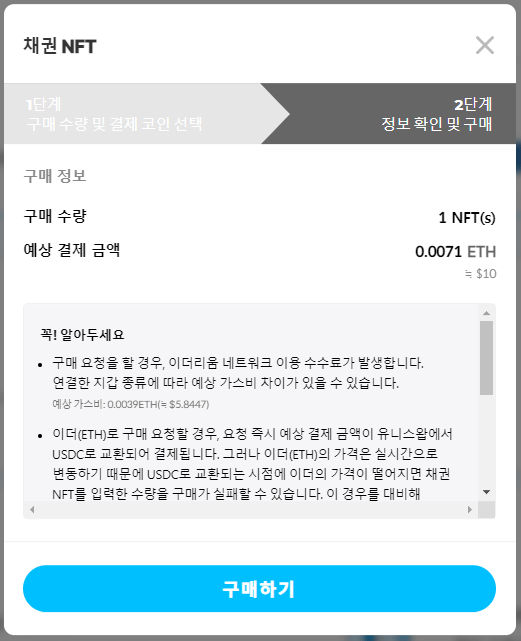 채권 NFT
1단계
구매 수량 및 결제 코인 선택
2단계
정보 확인 및 구매
구매 정보
구매 수량
1 NFT(s)
예상 결제 금액
0.0071 ETH
≒ $10
꼭! 알아두세요
구매 요청을 할 경우, 이더리움 네트워크 이용 수수료가 발생합니다.
연결한 지갑 종류에 따라 예상 가스비 차이가 있을 수 있습니다.
예상 가스비: 0.0039ETH(≒ $5.8447)
이더(ETH)로 구매 요청할 경우, 요청 즉시 예상 결제 금액이 유니스왑에서
USDC로 교환되어 결제됩니다. 그러나 이더(ETH)의 가격은 실시간으로
변동하기 때문에 USDC로 교환되는 시점에 이더의 가격이 떨어지면 채권
NFT를 입력한 수량을 구매가 실패할 수 있습니다. 이 경우를 대비해
구매하기